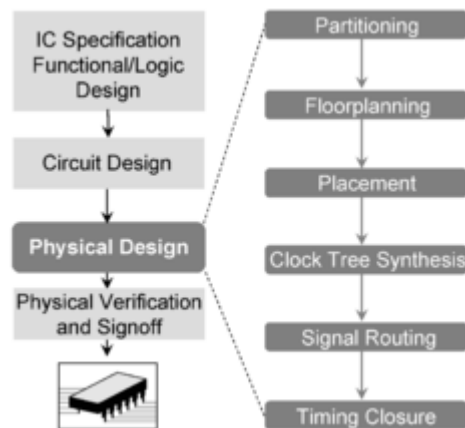 IC Specification
Functional/Logic
Design
Circuit Design
Physical Design
Physical Verification
and Signoff
Partitioning
Floorplanning
Placement
Clock Tree Synthesis
Signal Routing
Timing Closure